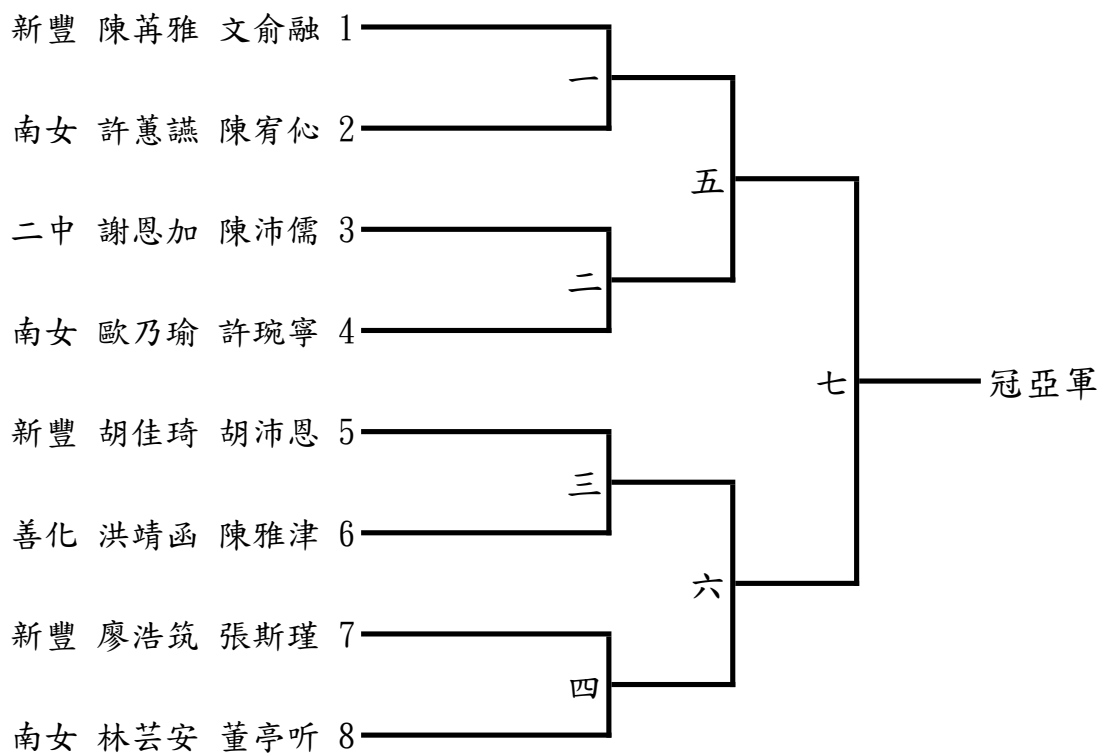 新豐 陳苒雅 文俞融 1
一
南女 許蕙讌 陳宥伈 2
五
二中 謝恩加 陳沛儒 3
二
南女 歐乃瑜 許琬寧 4
七 冠亞軍
新豐 胡佳琦 胡沛恩 5
三
善化 洪靖函 陳雅津 6
六
新豐 廖浩筑 張斯瑾 7
四
南女 林芸安 董亭听 8